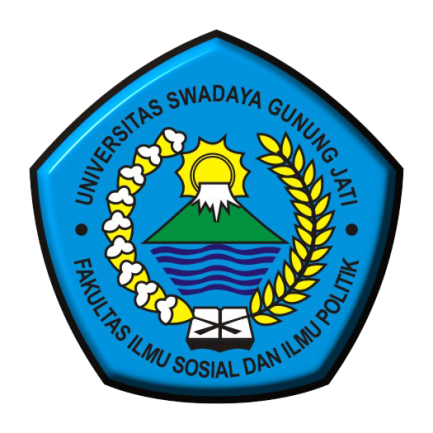 UNIVERSITAS SWADAYA GUNUNG JATI
FAKULTAS ILMU SOSIAL DAN ILMU POLITIK